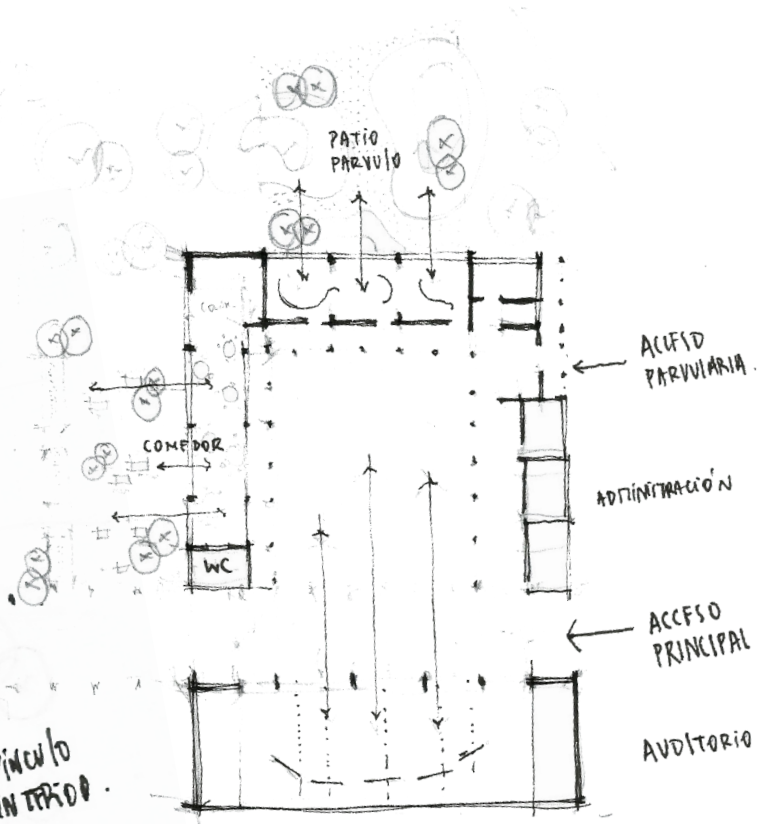 PATIO
PARVULO
ACCESO
PARVULARIA.
COMEDOR
ADMINISTRACIÓN
WC
ACCESO
PRINCIPAL
AUDITORIO